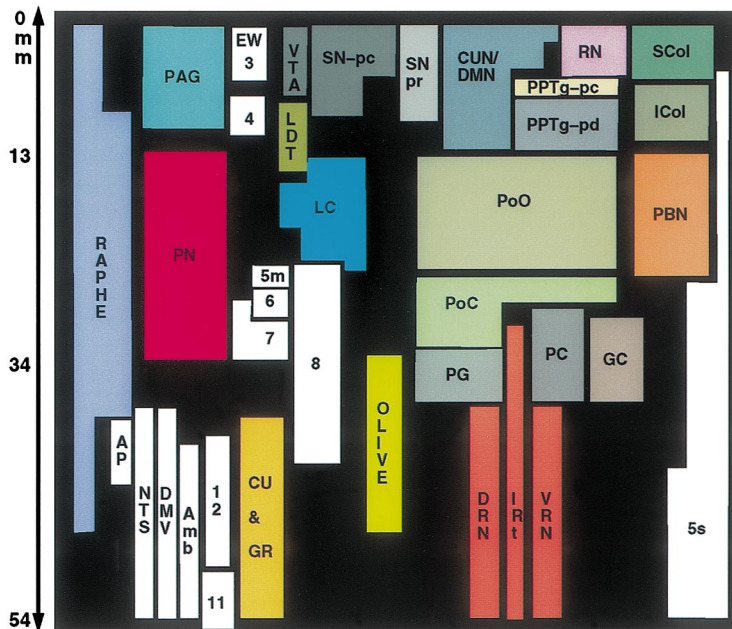 0
m
m
13
34
54
RAPHE
PAG
PN
EW
3
4
VTA
SN-pc
SN
pr
LDT
LC
CUN/
DMN
RN
PPTg-pc
PPTg-pd
SCol
ICol
PoO
PBN
5m
6
7
8
PoC
PG
PC
GC
OLIVE
AP
NTS
DMV
Amb
12
11
CU
&
GR
DRN
IRt
VRN
5s